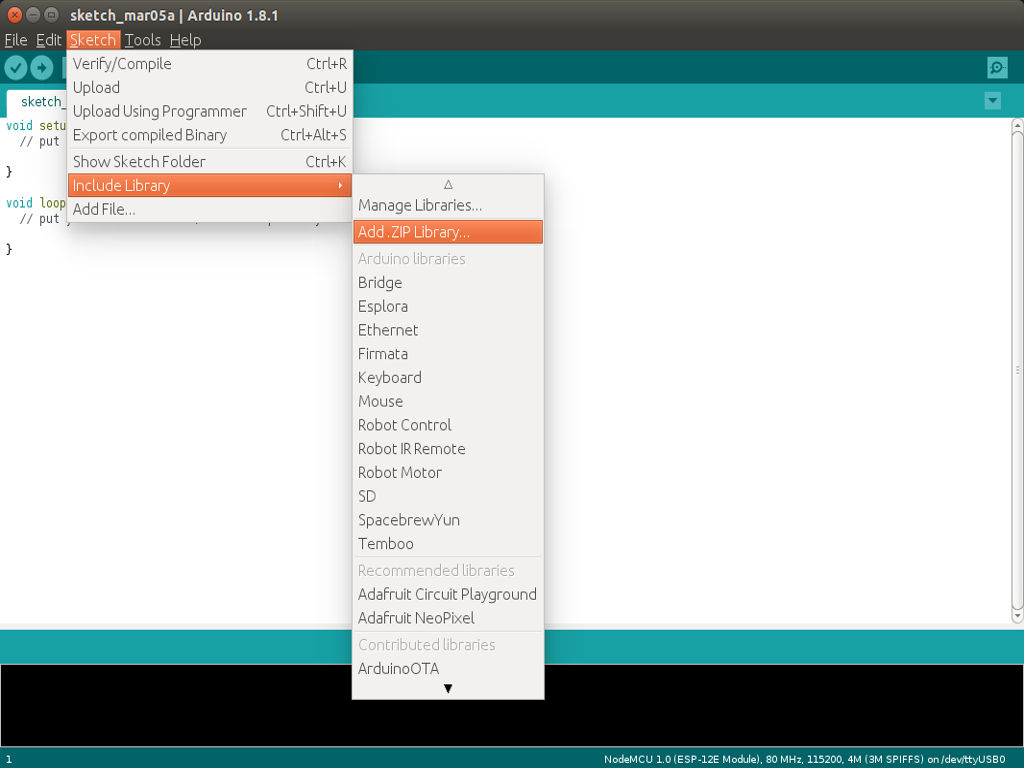 sketch_mar05a | Arduino 1.8.1
File Edit Sketch Tools Help
Verify/Compile Ctrl+R
Upload Ctrl+U
Upload Using Programmer Ctrl+Shift+U
Export compiled Binary Ctrl+Alt+S
Show Sketch Folder Ctrl+K
Include Library
Add File...
sketch_
void setu
// put
}
void loop
// put
}
Manage Libraries...
Add .ZIP Library...
Arduino libraries
Bridge
Esplora
Ethernet
Firmata
Keyboard
Mouse
Robot Control
Robot IR Remote
Robot Motor
SD
SpacebrewYun
Temboo
Recommended libraries
Adafruit Circuit Playground
Adafruit NeoPixel
Contributed libraries
ArduinoOTA
1 NodeMCU 1.0 (ESP-12E Module), 80 MHz, 115200, 4M (3M SPIFFS) on /dev/ttyUSB0